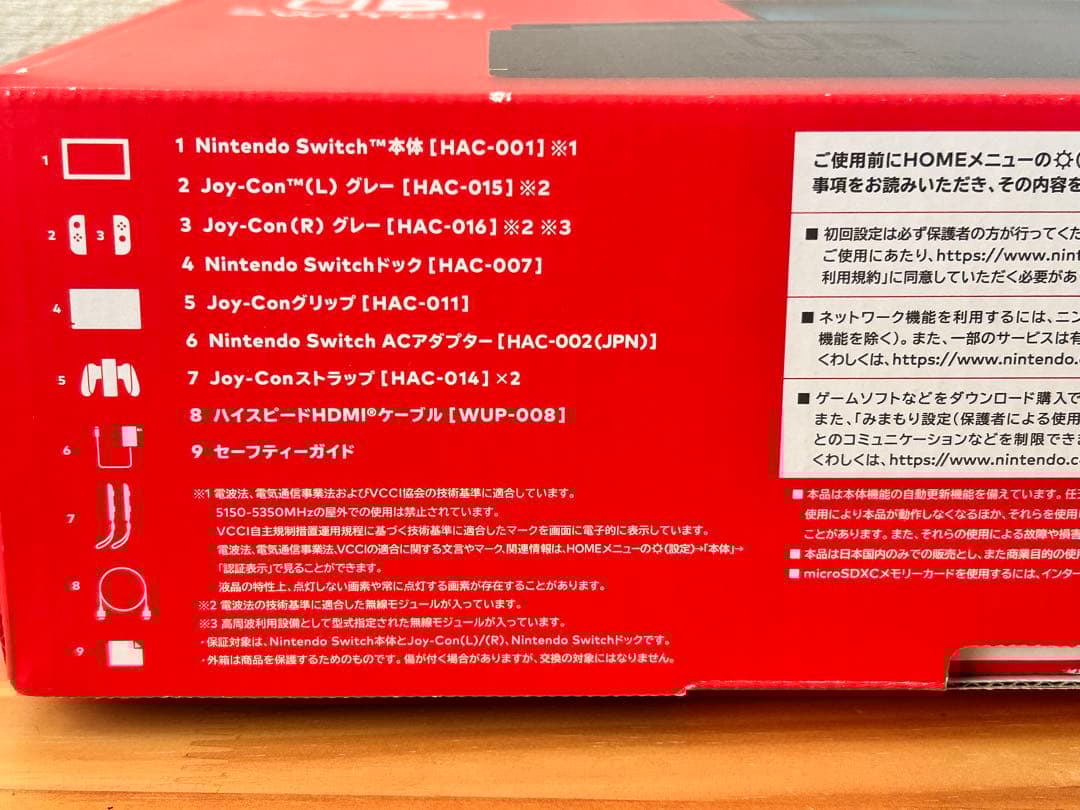 SWITCH
1 Nintendo Switch™本体 [HAC-001] ※1
2 Joy-Con™(L) グレー [HAC-015] ※2
3 Joy-Con(R) グレー [HAC-016] ※2 ※3
4 Nintendo Switchドック [HAC-007]
5 Joy-Conグリップ [HAC-011]
6 Nintendo Switch ACアダプター [HAC-002(JPN)]
7 Joy-Conストラップ [HAC-014] ×2
8 ハイスピードHDMI®ケーブル [WUP-008]
9 セーフティーガイド
1
2 3
4
5
6
7
8
9
※1 電波法、電気通信事業法およびVCCI協会の技術基準に適合しています。
5150-5350MHzの屋外での使用は禁止されています。
VCCI自主規制措置運用規程に基づく技術基準に適合したマークを画面に電子的に表示しています。
電波法、電気通信事業法、VCCIの適合に関する文言やマーク、関連情報は、HOMEメニューの(設定)→「本体」→
「認証表示」で見ることができます。
液晶の特性上、点灯しない画素や常に点灯する画素が存在することがあります。
※2 電波法の技術基準に適合した無線モジュールが入っています。
※3 高周波利用設備として型式指定された無線モジュールが入っています。
・保証対象は、Nintendo Switch本体とJoy-Con(L)/(R)、Nintendo Switchドックです。
・外箱は商品を保護するためのものです。傷が付く場合がありますが、交換の対象にはなりません。
ご使用前にHOMEメニューの(
事項をお読みいただき、その内容を
■ 初回設定は必ず保護者の方が行ってくた
ご使用にあたり、https://www.nint
利用規約」に同意していただく必要があ
■ ネットワーク機能を利用するには、ニン
機能を除く)。また、一部のサービスは有
くわしくは、https://www.nintendo.
■ ゲームソフトなどをダウンロード購入で
また、「みまもり設定(保護者による使用
とのコミュニケーションなどを制限でき
くわしくは、https://www.nintendo.c
■ 本品は本体機能の自動更新機能を備えています。任天
使用により本品が動作しなくなるほか、それらを使用
ことがあります。また、それらの使用による故障や損害
■ 本品は日本国内のみでの販売とし、また商業目的の使用
■ microSDXCメモリーカードを使用するには、インター